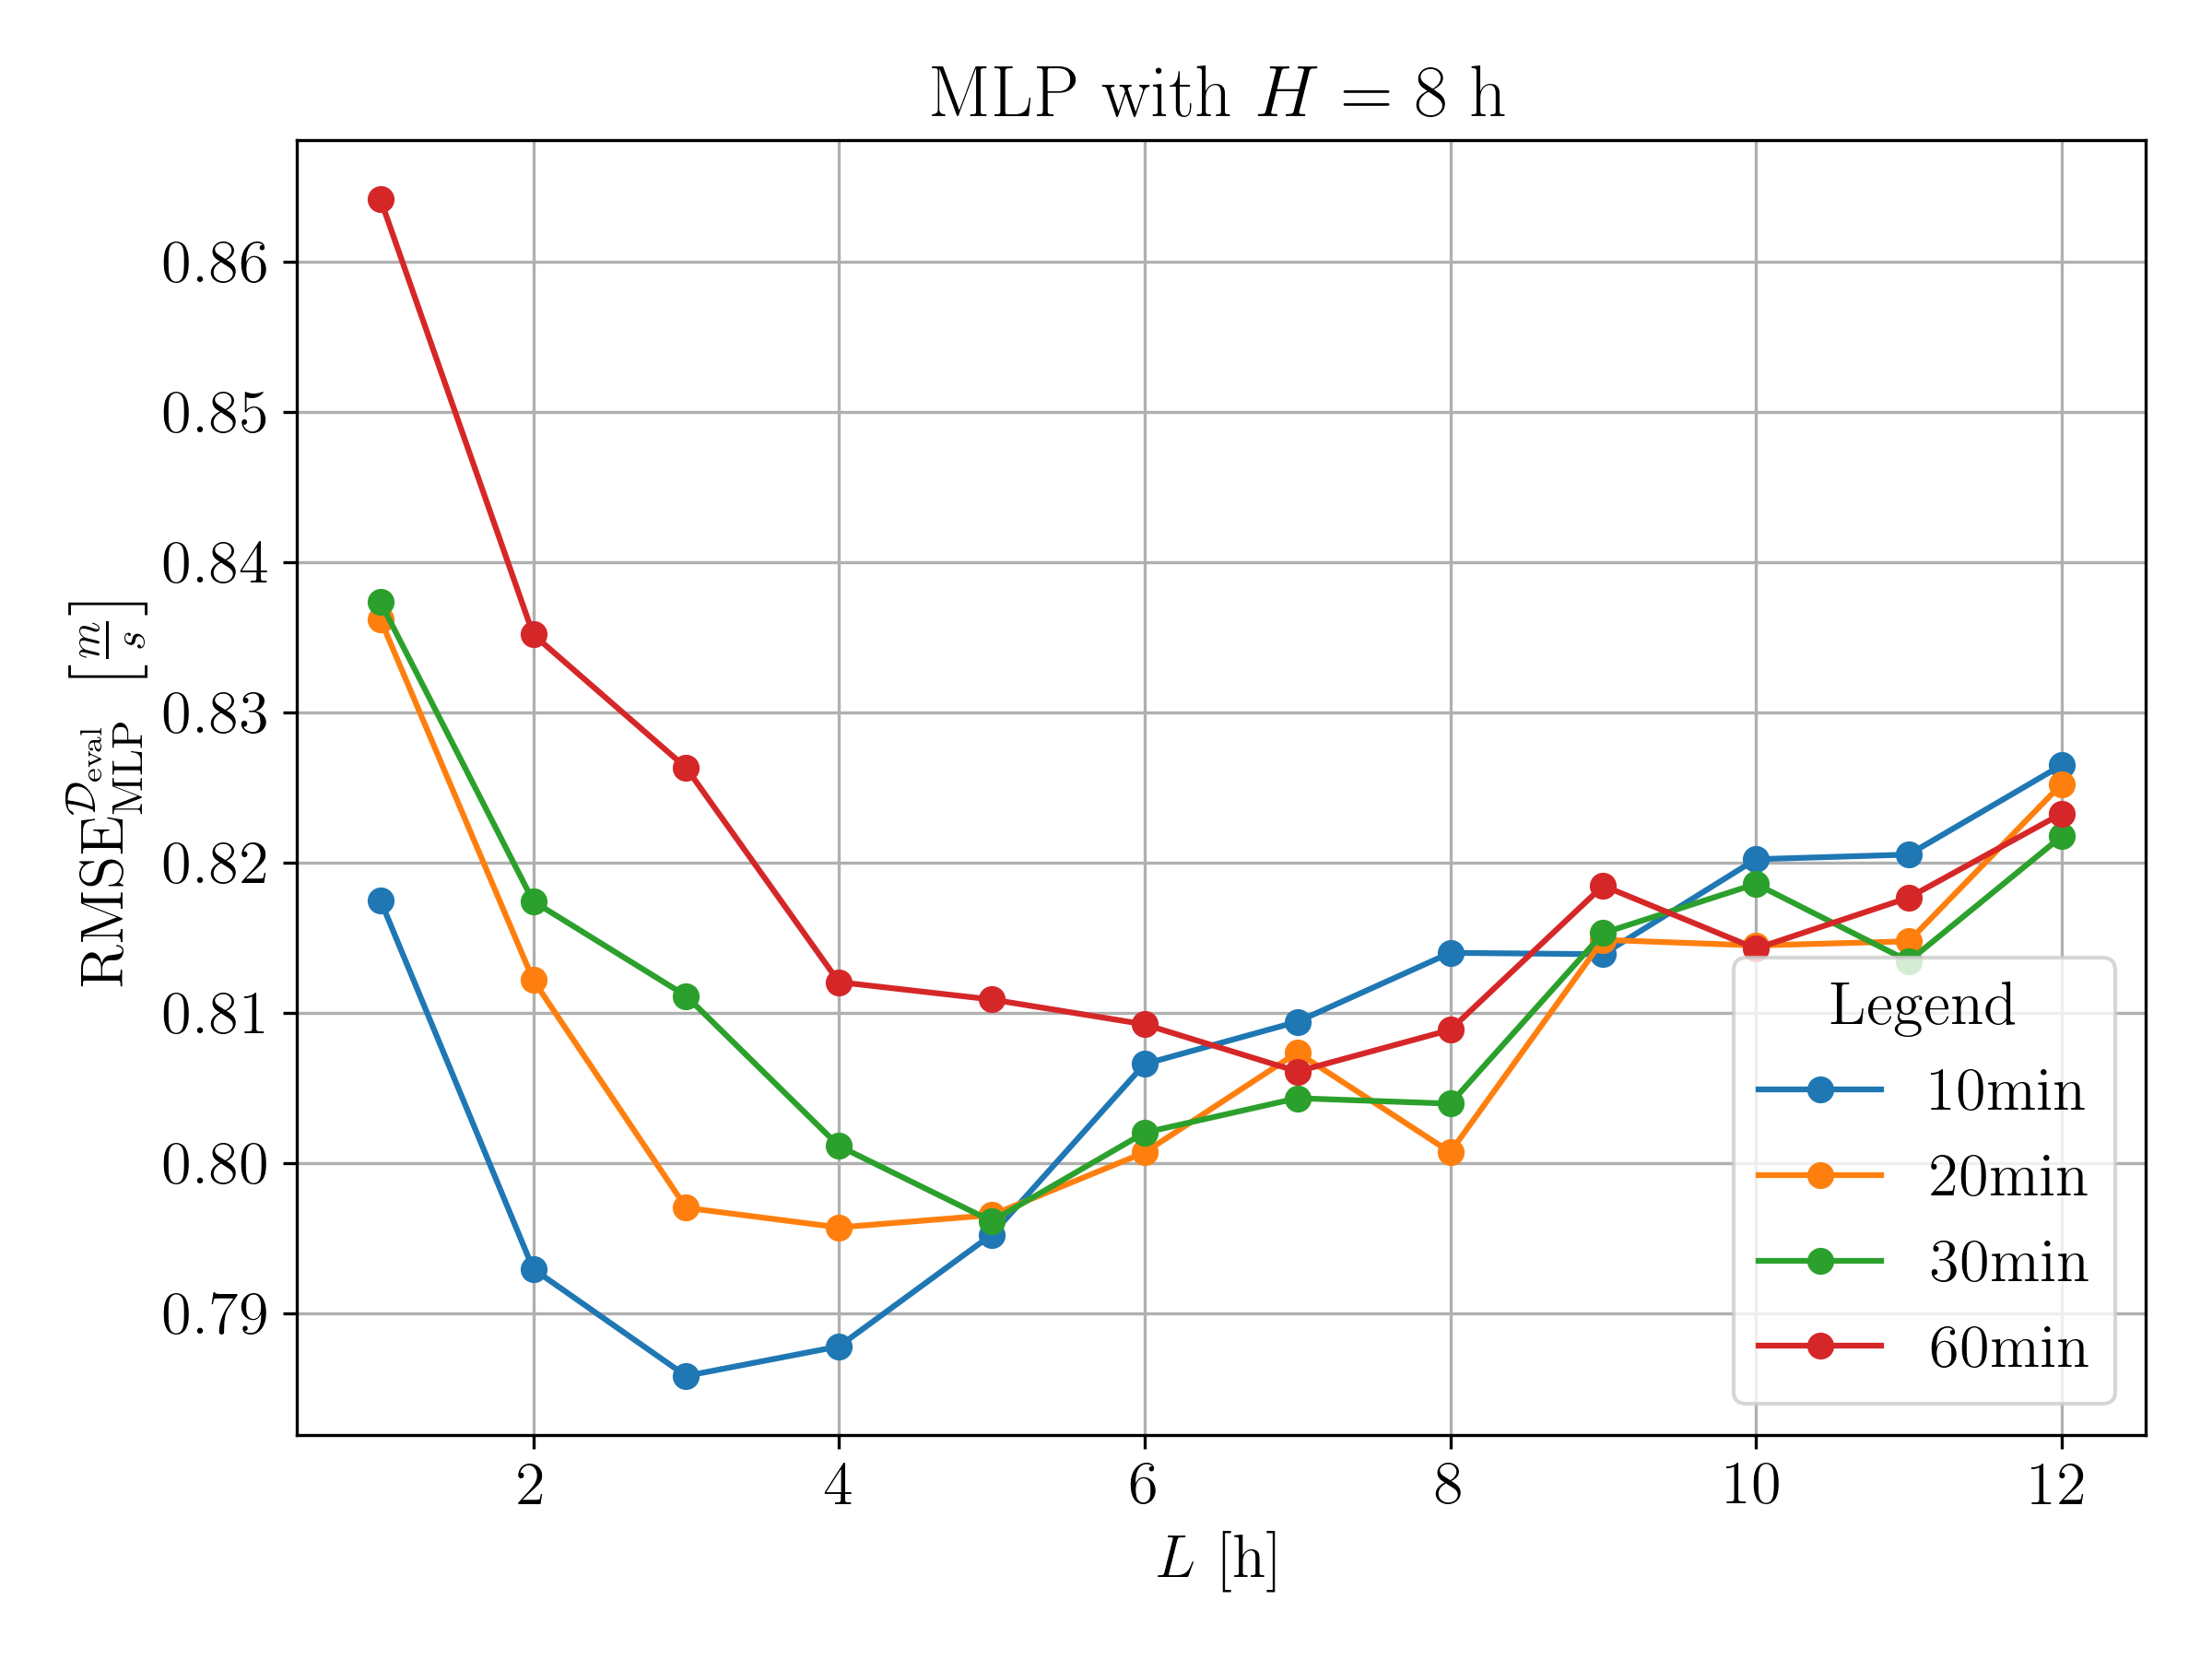 MLP with H = 8 h
RMSE^{𝒟_eval}_{MLP} [m/s]
0.86
0.85
0.84
0.83
0.82
0.81
0.80
0.79
2 4 6 8 10 12
L [h]
Legend
10min
20min
30min
60min